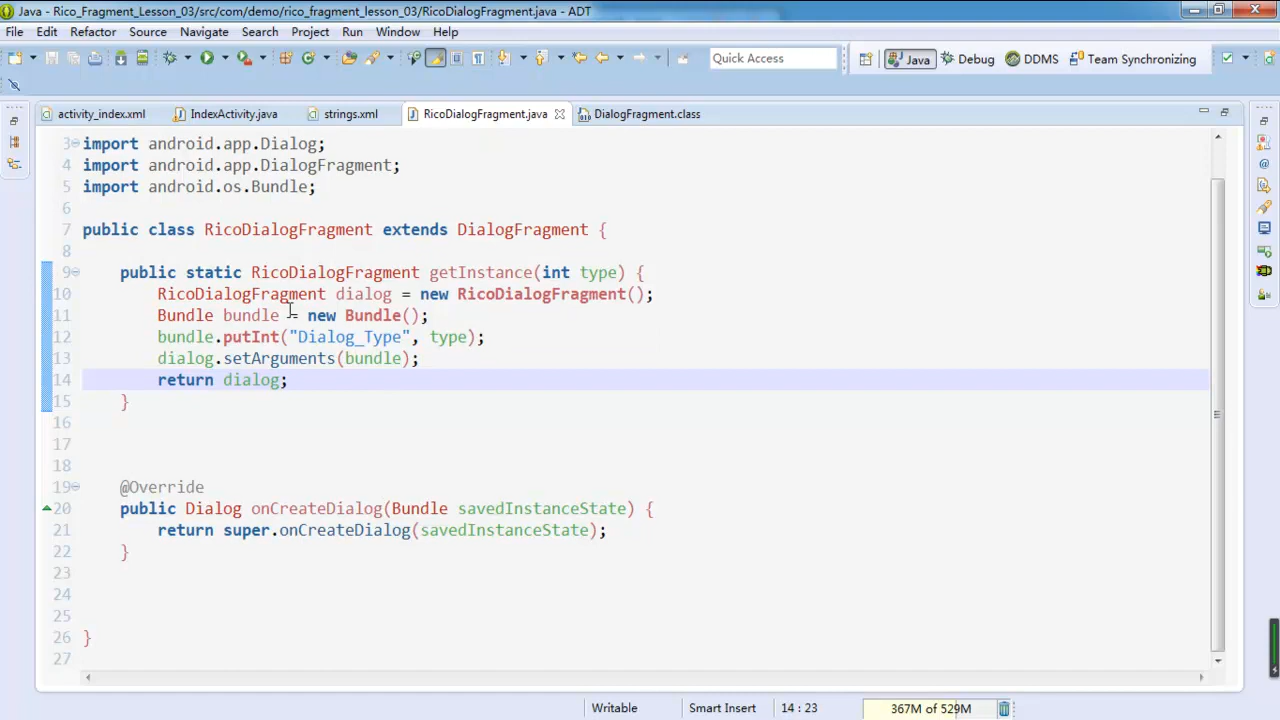 Java - Rico_Fragment_Lesson_03/src/com/demo/rico_fragment_lesson_03/RicoDialogFragment.java - ADT
File Edit Refactor Source Navigate Search Project Run Window Help
Quick Access Java Debug DDMS Team Synchronizing
activity_index.xml IndexActivity.java strings.xml RicoDialogFragment.java DialogFragment.class
3 import android.app.Dialog;
4 import android.app.DialogFragment;
5 import android.os.Bundle;
6
7 public class RicoDialogFragment extends DialogFragment {
8
9 public static RicoDialogFragment getInstance(int type) {
10 RicoDialogFragment dialog = new RicoDialogFragment();
11 Bundle bundle = new Bundle();
12 bundle.putInt("Dialog_Type", type);
13 dialog.setArguments(bundle);
14 return dialog;
15 }
16
17
18
19 @Override
20 public Dialog onCreateDialog(Bundle savedInstanceState) {
21 return super.onCreateDialog(savedInstanceState);
22 }
23
24
25
26 }
27
Writable Smart Insert 14 : 23 367M of 529M